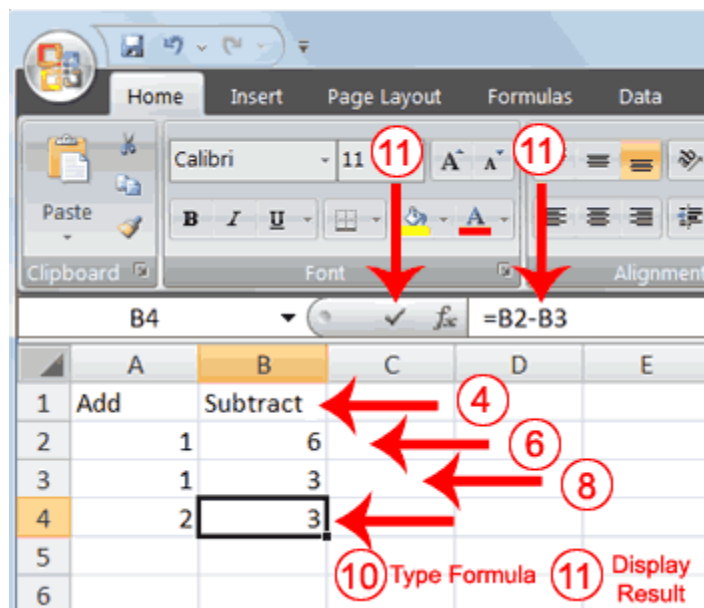 Home Insert Page Layout Formulas Data
Calibri 11 11 A A 11
Paste B I U A
Clipboard Font Alignment
B4 fx =B2-B3
A B C D E
1 Add Subtract 4
2 1 6 6
3 1 3 8
4 2 3
5 10 Type Formula 11 Display
6 Result